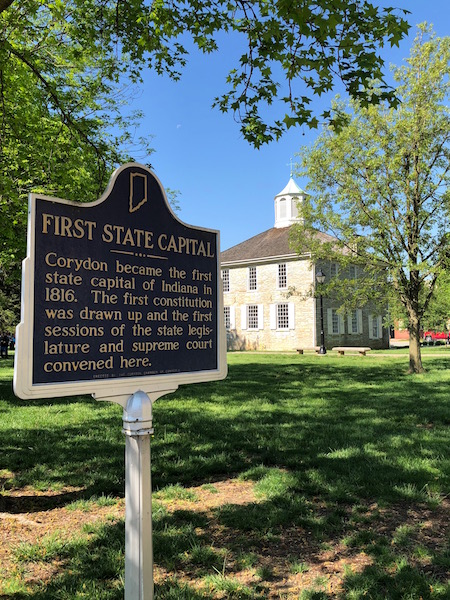 FIRST STATE CAPITAL
Corydon became the first
state capital of Indiana in
1816. The first constitution
was drawn up and the first
sessions of the state legis-
lature and supreme court
convened here.